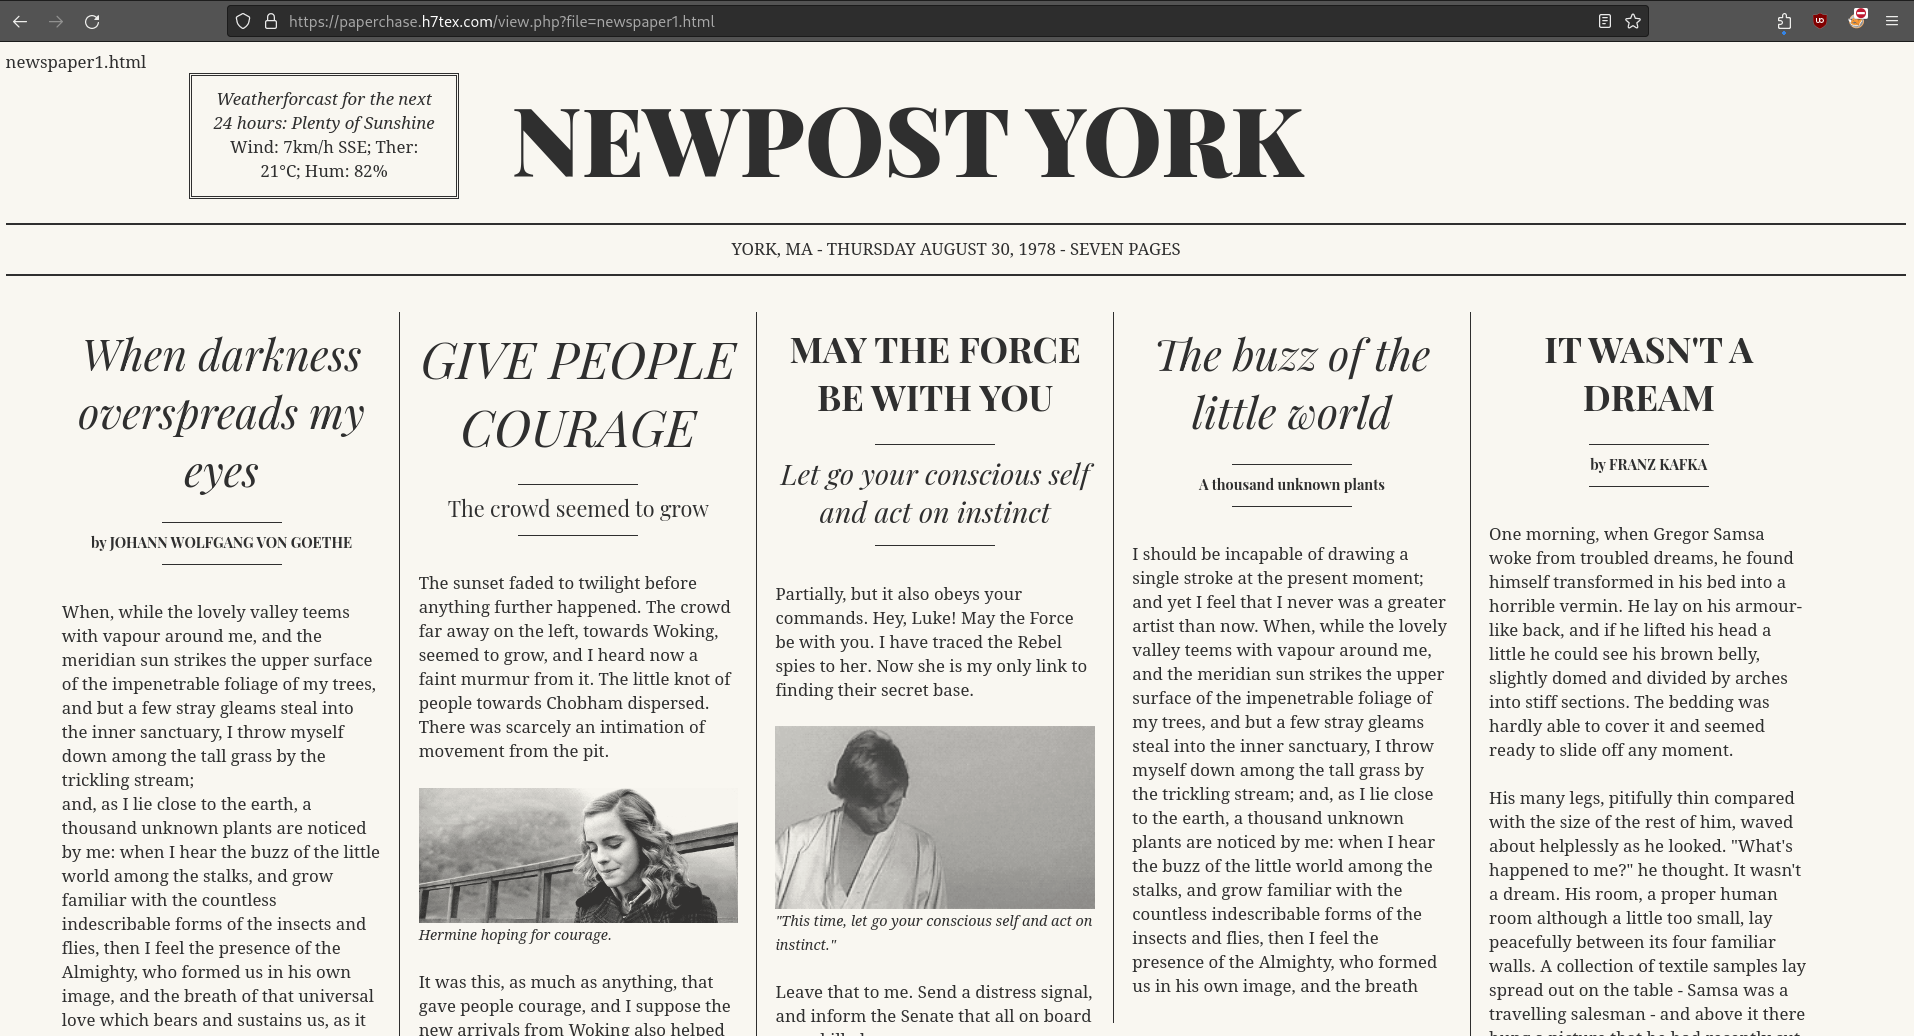 https://paperchase.h7tex.com/view.php?file=newspaper1.html
newspaper1.html
Weatherforcast for the next
24 hours: Plenty of Sunshine
Wind: 7km/h SSE; Ther:
21°C; Hum: 82%
NEWPOST YORK
YORK, MA - THURSDAY AUGUST 30, 1978 - SEVEN PAGES
When darkness
overspreads my
eyes
by JOHANN WOLFGANG VON GOETHE
When, while the lovely valley teems
with vapour around me, and the
meridian sun strikes the upper surface
of the impenetrable foliage of my trees,
and but a few stray gleams steal into
the inner sanctuary, I throw myself
down among the tall grass by the
trickling stream;
and, as I lie close to the earth, a
thousand unknown plants are noticed
by me: when I hear the buzz of the little
world among the stalks, and grow
familiar with the countless
indescribable forms of the insects and
flies, then I feel the presence of the
Almighty, who formed us in his own
image, and the breath of that universal
love which bears and sustains us, as it
GIVE PEOPLE
COURAGE
The crowd seemed to grow
The sunset faded to twilight before
anything further happened. The crowd
far away on the left, towards Woking,
seemed to grow, and I heard now a
faint murmur from it. The little knot of
people towards Chobham dispersed.
There was scarcely an intimation of
movement from the pit.
Hermine hoping for courage.
It was this, as much as anything, that
gave people courage, and I suppose the
new arrivals from Woking also helped
MAY THE FORCE
BE WITH YOU
Let go your conscious self
and act on instinct
Partially, but it also obeys your
commands. Hey, Luke! May the Force
be with you. I have traced the Rebel
spies to her. Now she is my only link to
finding their secret base.
"This time, let go your conscious self and act on
instinct."
Leave that to me. Send a distress signal,
and inform the Senate that all on board
The buzz of the
little world
A thousand unknown plants
I should be incapable of drawing a
single stroke at the present moment;
and yet I feel that I never was a greater
artist than now. When, while the lovely
valley teems with vapour around me,
and the meridian sun strikes the upper
surface of the impenetrable foliage of
my trees, and but a few stray gleams
steal into the inner sanctuary, I throw
myself down among the tall grass by
the trickling stream; and, as I lie close
to the earth, a thousand unknown
plants are noticed by me: when I hear
the buzz of the little world among the
stalks, and grow familiar with the
countless indescribable forms of the
insects and flies, then I feel the
presence of the Almighty, who formed
us in his own image, and the breath
IT WASN'T A
DREAM
by FRANZ KAFKA
One morning, when Gregor Samsa
woke from troubled dreams, he found
himself transformed in his bed into a
horrible vermin. He lay on his armour-
like back, and if he lifted his head a
little he could see his brown belly,
slightly domed and divided by arches
into stiff sections. The bedding was
hardly able to cover it and seemed
ready to slide off any moment.
His many legs, pitifully thin compared
with the size of the rest of him, waved
about helplessly as he looked. "What's
happened to me?" he thought. It wasn't
a dream. His room, a proper human
room although a little too small, lay
peacefully between its four familiar
walls. A collection of textile samples lay
spread out on the table - Samsa was a
travelling salesman - and above it there